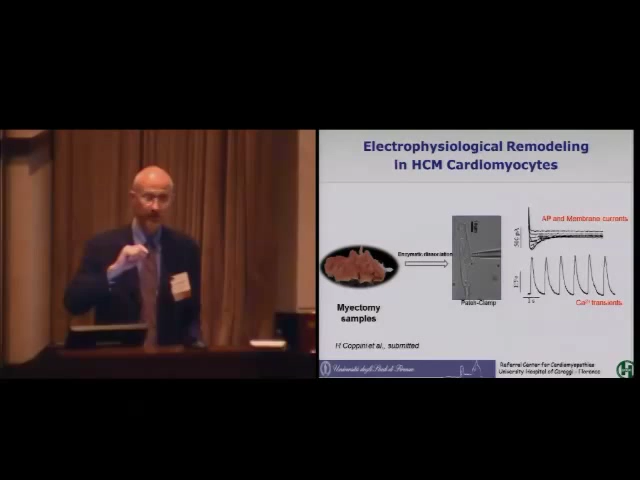 Electrophysiological Remodeling
in HCM Cardiomyocytes
AP and Membrane currents
Enzymatic dissociation
Myectomy
samples
Patch-Clamp
Ca²⁺ transients
1 s
R Coppini et al., submitted
Università degli Studi di Firenze
Referral Center for Cardiomyopathies
University Hospital of Careggi - Florence